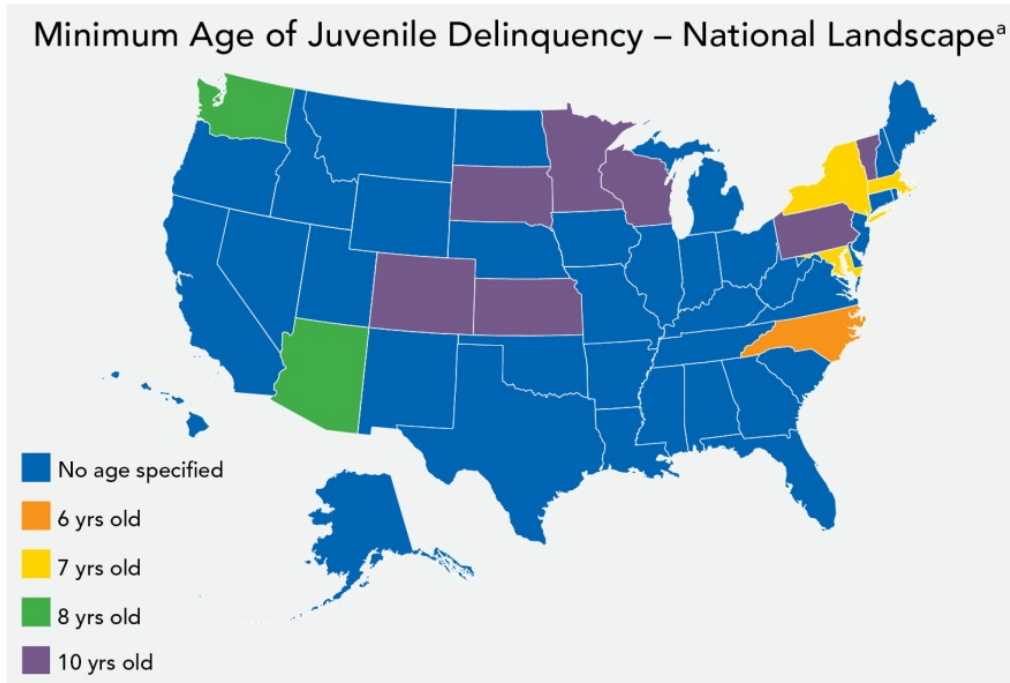 Minimum Age of Juvenile Delinquency – National Landscapeª
No age specified
6 yrs old
7 yrs old
8 yrs old
10 yrs old